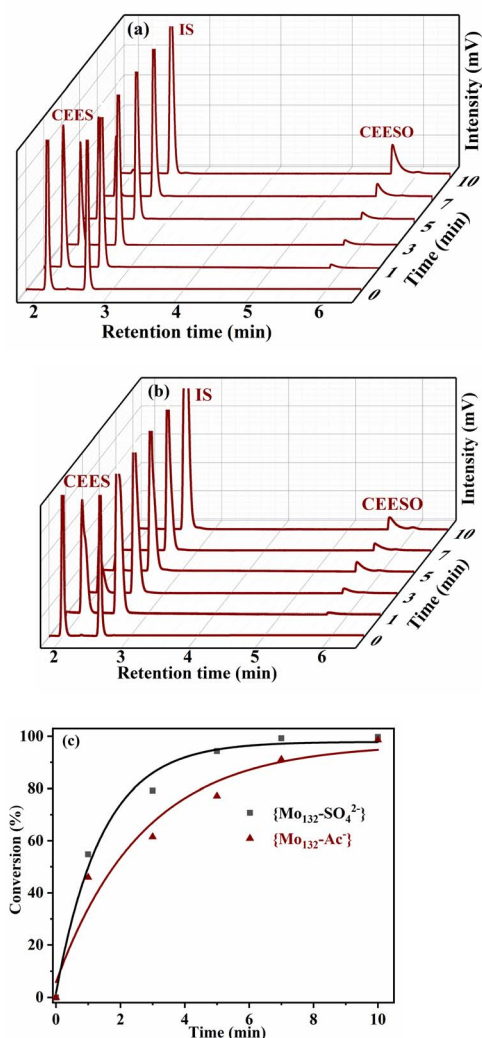 (a)
IS
CEES
CEESO
Intensity (mV)
10
7
5
3
1
0
Time (min)
2
3
4
5
6
Retention time (min)
(b)
IS
CEES
CEESO
Intensity (mV)
10
7
5
3
1
0
Time (min)
2
3
4
5
6
Retention time (min)
(c)
100
80
60
40
20
0
Conversion (%)
{Mo₁₃₂-SO₄²⁻}
{Mo₁₃₂-Ac⁻}
0
2
4
6
8
10
Time (min)